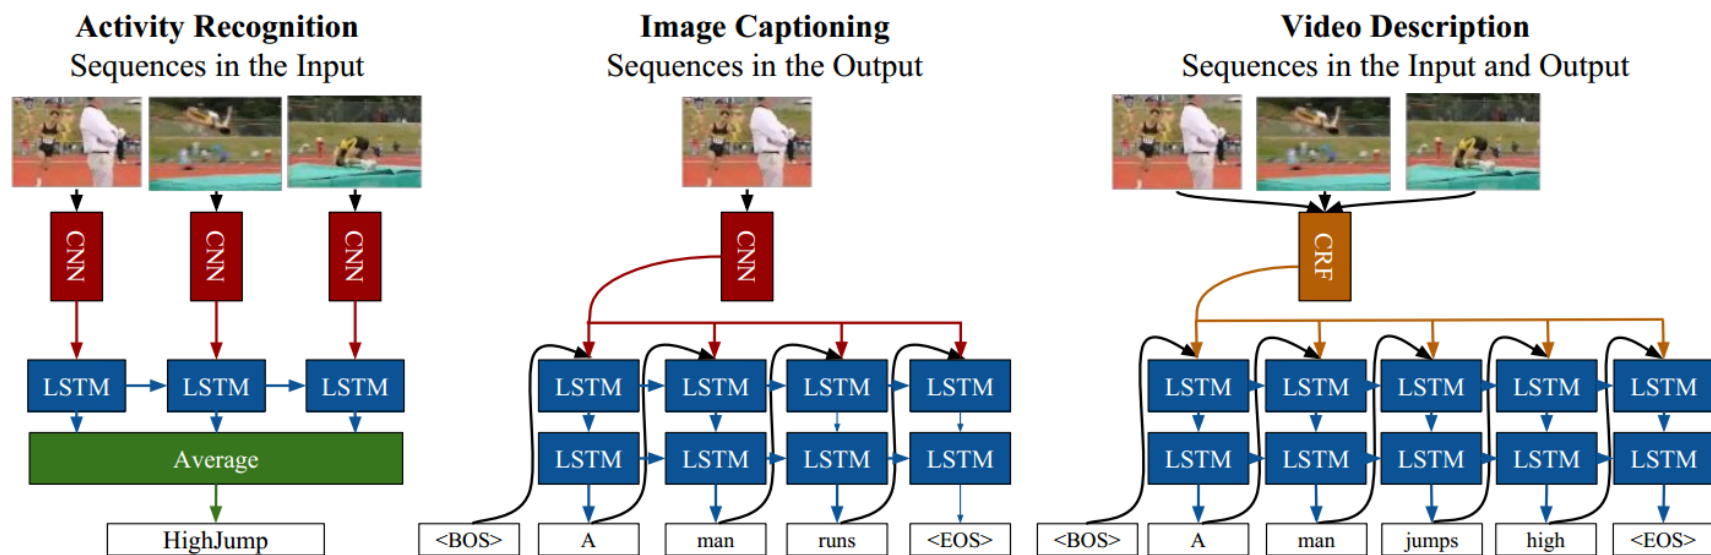 Activity Recognition
Sequences in the Input
CNN
CNN
CNN
LSTM
LSTM
LSTM
Average
HighJump
Image Captioning
Sequences in the Output
CNN
LSTM
LSTM
LSTM
LSTM
LSTM
LSTM
LSTM
LSTM
<BOS>
A
man
runs
<EOS>
Video Description
Sequences in the Input and Output
CRF
LSTM
LSTM
LSTM
LSTM
LSTM
LSTM
LSTM
LSTM
LSTM
LSTM
<BOS>
A
man
jumps
high
<EOS>